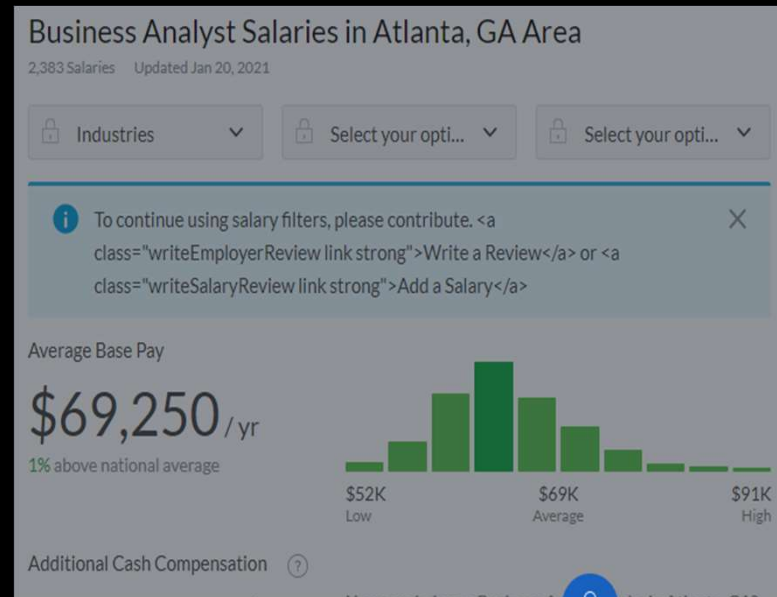 Business Analyst Salaries in Atlanta, GA Area
2,383 Salaries Updated Jan 20, 2021
Industries Select your opti... Select your opti...
To continue using salary filters, please contribute. <a
class="writeEmployerReview link strong">Write a Review</a> or <a
class="writeSalaryReview link strong">Add a Salary</a>
Average Base Pay
$69,250 / yr
1% above national average
$52K $69K $91K
Low Average High
Additional Cash Compensation ?